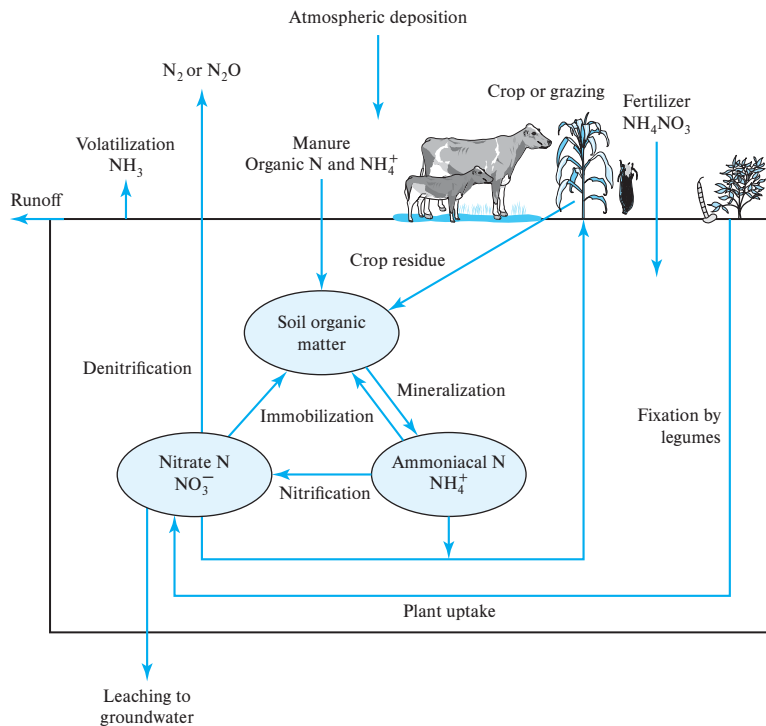 Atmospheric deposition
N₂ or N₂O
Crop or grazing
Fertilizer
NH₄NO₃
Volatilization
NH₃
Manure
Organic N and NH₄⁺
Runoff
Crop residue
Soil organic
matter
Denitrification
Mineralization
Immobilization
Fixation by
legumes
Nitrate N
NO₃⁻
Nitrification
Ammoniacal N
NH₄⁺
Plant uptake
Leaching to
groundwater